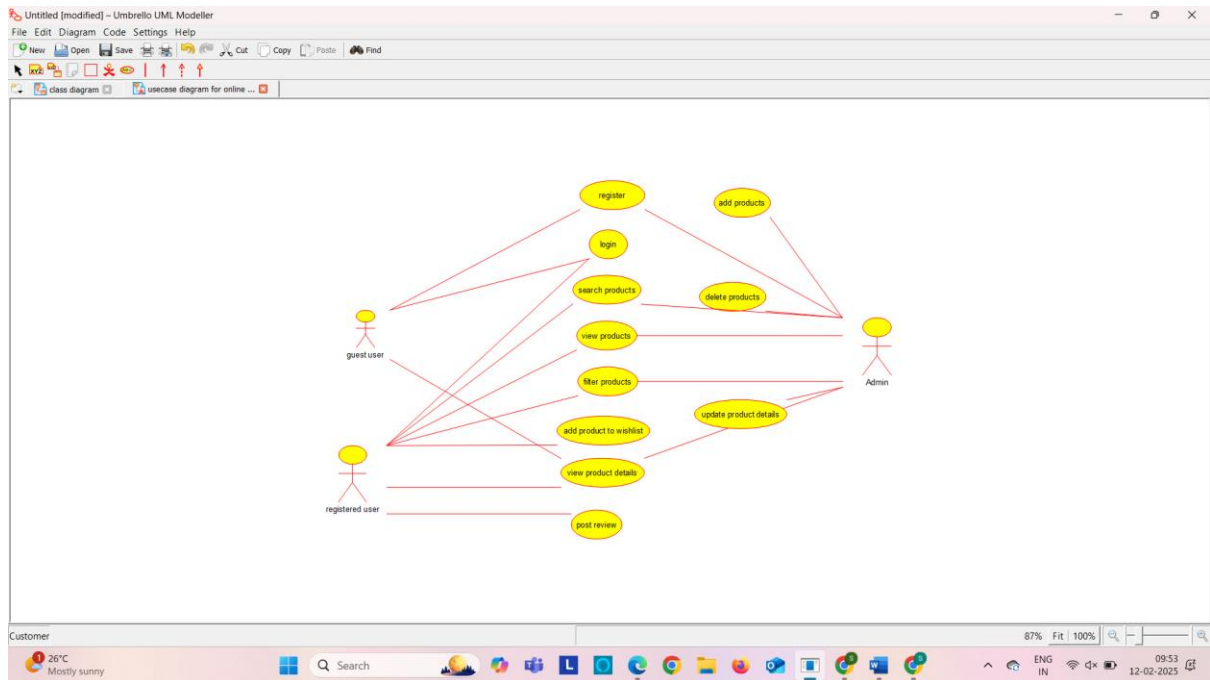 Untitled [modified] – Umbrello UML Modeller
File Edit Diagram Code Settings Help
New Open Save Cut Copy Paste Find
XYZ
class diagram usecase diagram for online ...
register
add products
login
search products
delete products
view products
guest user
filter products
Admin
update product details
add product to wishlist
view product details
registered user
post review
Customer
87% Fit 100%
1
26°C
Mostly sunny
Search
L
ENG
IN
09:53
12-02-2025